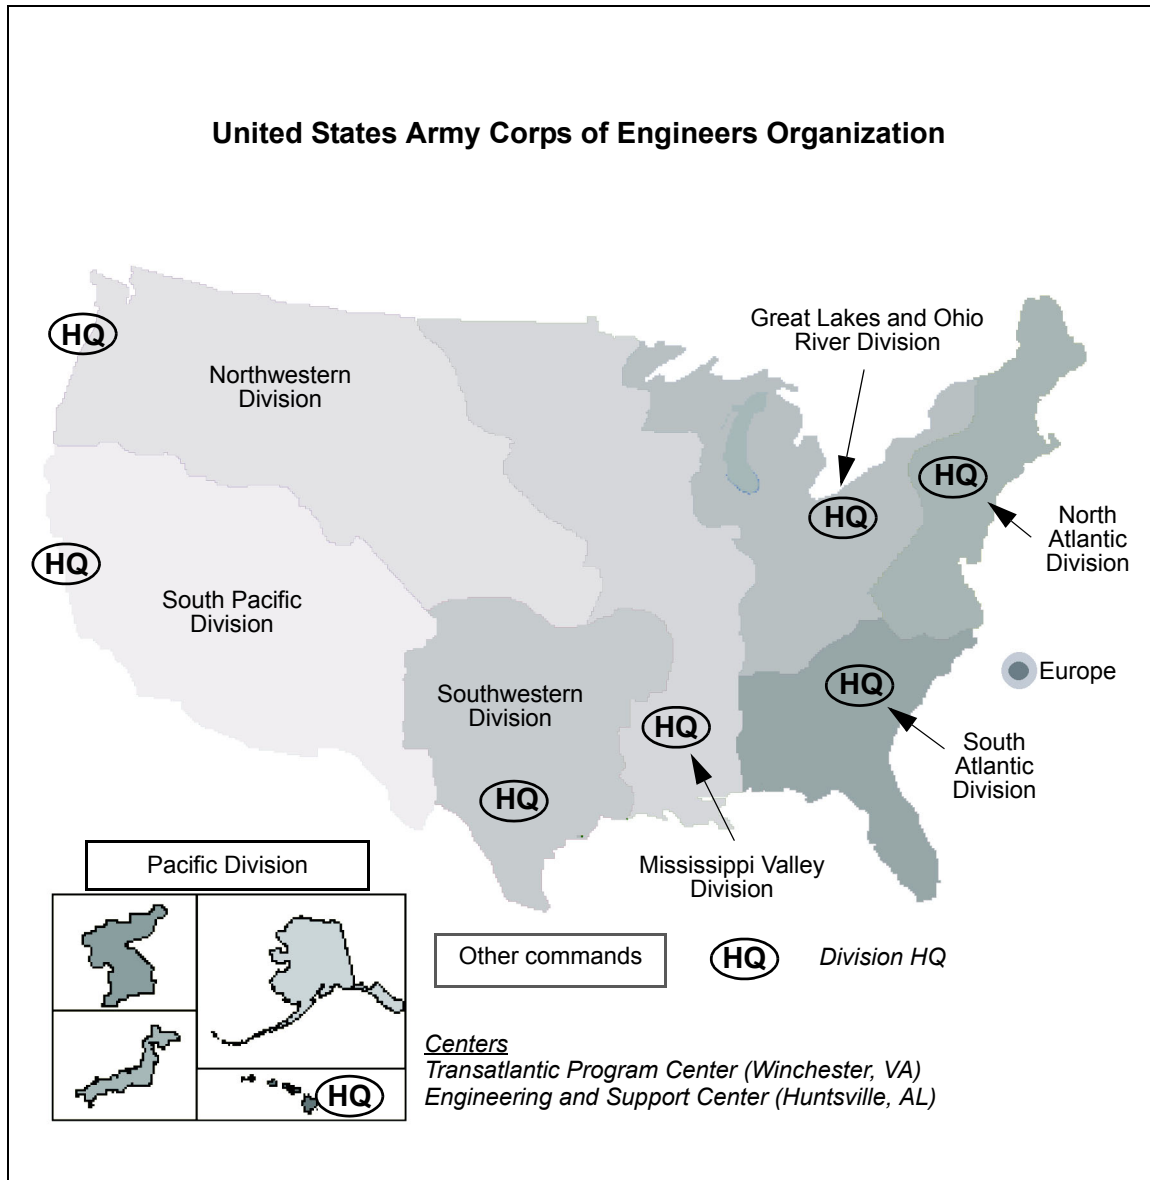 United States Army Corps of Engineers Organization
Great Lakes and Ohio
River Division
HQ
Northwestern
Division
HQ
HQ
North
Atlantic
Division
HQ
South Pacific
Division
Europe
HQ
Southwestern
Division
HQ
South
Atlantic
Division
HQ
HQ
Mississippi Valley
Division
Pacific Division
Other commands
HQ
Division HQ
Centers
Transatlantic Program Center (Winchester, VA)
Engineering and Support Center (Huntsville, AL)
HQ